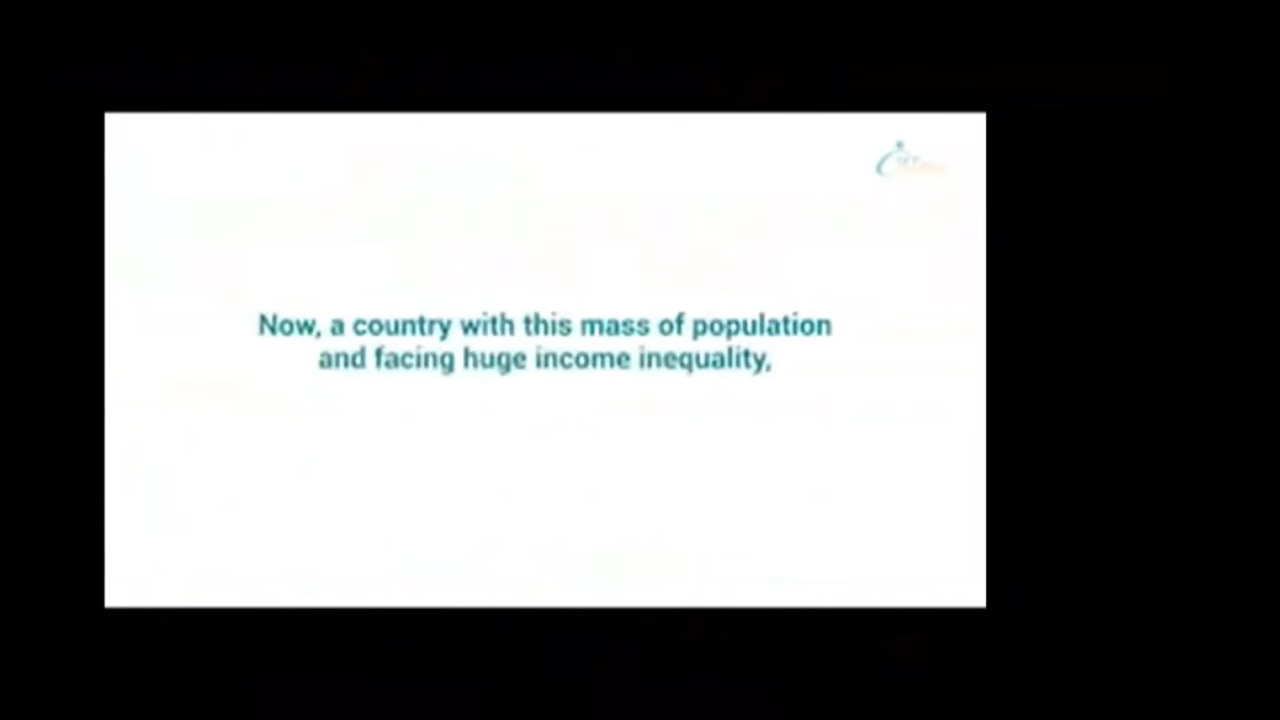 Now, a country with this mass of population
and facing huge income inequality,